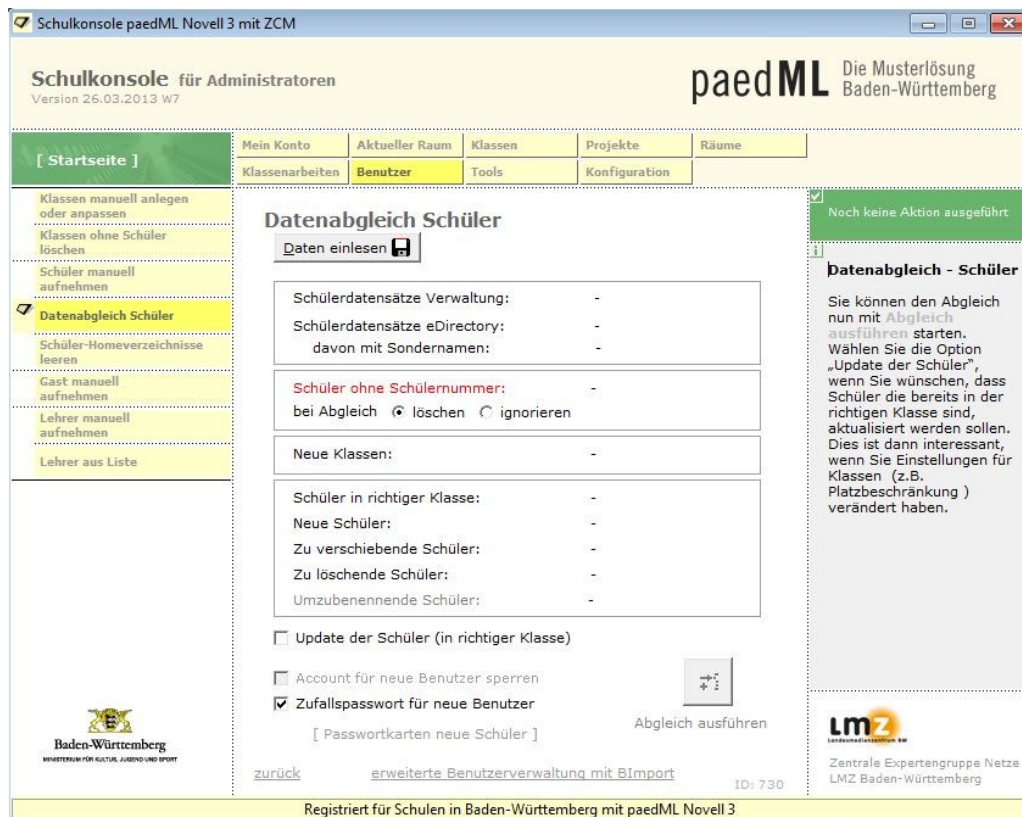 Schulkonsole paedML Novell 3 mit ZCM
Schulkonsole für Administratoren
Version 26.03.2013 W7
paedML Die Musterlösung
Baden-Württemberg
[ Startseite ]
Mein Konto Aktueller Raum Klassen Projekte Räume
Klassenarbeiten Benutzer Tools Konfiguration
Klassen manuell anlegen
oder anpassen
Klassen ohne Schüler
löschen
Schüler manuell
aufnehmen
Datenabgleich Schüler
Schüler-Homeverzeichnisse
leeren
Gast manuell
aufnehmen
Lehrer manuell
aufnehmen
Lehrer aus Liste
Baden-Württemberg
MINISTERIUM FÜR KULTUS, JUGEND UND SPORT
Datenabgleich Schüler
Daten einlesen
Schülerdatensätze Verwaltung: -
Schülerdatensätze eDirectory: -
davon mit Sondernamen: -
Schüler ohne Schülernummer: -
bei Abgleich löschen ignorieren
Neue Klassen: -
Schüler in richtiger Klasse: -
Neue Schüler: -
Zu verschiebende Schüler: -
Zu löschende Schüler: -
Umzubenennende Schüler: -
Update der Schüler (in richtiger Klasse)
Account für neue Benutzer sperren
Zufallspasswort für neue Benutzer
[ Passwortkarten neue Schüler ]
Abgleich ausführen
zurück erweiterte Benutzerverwaltung mit BImport
ID: 730
Noch keine Aktion ausgeführt
Datenabgleich - Schüler
Sie können den Abgleich
nun mit Abgleich
ausführen starten.
Wählen Sie die Option
„Update der Schüler“,
wenn Sie wünschen, dass
Schüler die bereits in der
richtigen Klasse sind,
aktualisiert werden sollen.
Dies ist dann interessant,
wenn Sie Einstellungen für
Klassen (z.B.
Platzbeschränkung )
verändert haben.
LMZ
Landesmedienzentrum BW
Zentrale Expertengruppe Netze
LMZ Baden-Württemberg
Registriert für Schulen in Baden-Württemberg mit paedML Novell 3